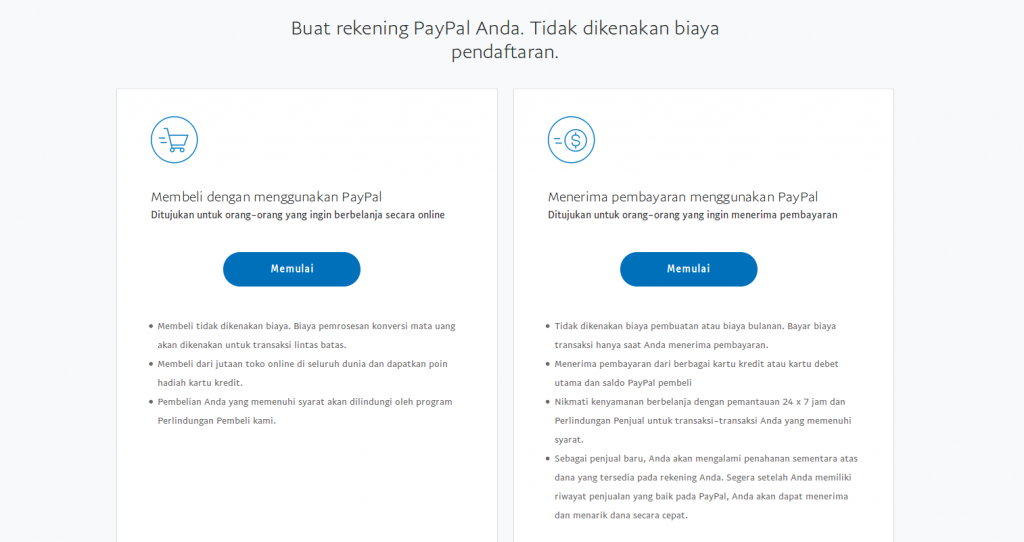 Buat rekening PayPal Anda. Tidak dikenakan biaya
pendaftaran.
Membeli dengan menggunakan PayPal
Ditujukan untuk orang-orang yang ingin berbelanja secara online
Memulai
Membeli tidak dikenakan biaya. Biaya pemrosesan konversi mata uang
akan dikenakan untuk transaksi lintas batas.
Membeli dari jutaan toko online di seluruh dunia dan dapatkan poin
hadiah kartu kredit.
Pembelian Anda yang memenuhi syarat akan dilindungi oleh program
Perlindungan Pembeli kami.
Menerima pembayaran menggunakan PayPal
Ditujukan untuk orang-orang yang ingin menerima pembayaran
Memulai
Tidak dikenakan biaya pembuatan atau biaya bulanan. Bayar biaya
transaksi hanya saat Anda menerima pembayaran.
Menerima pembayaran dari berbagai kartu kredit atau kartu debet
utama dan saldo PayPal pembeli
Nikmati kenyamanan berbelanja dengan pemantauan 24 x 7 jam dan
Perlindungan Penjual untuk transaksi-transaksi Anda yang memenuhi
syarat.
Sebagai penjual baru, Anda akan mengalami penahanan sementara atas
dana yang tersedia pada rekening Anda. Segera setelah Anda memiliki
riwayat penjualan yang baik pada PayPal, Anda akan dapat menerima
dan menarik dana secara cepat.